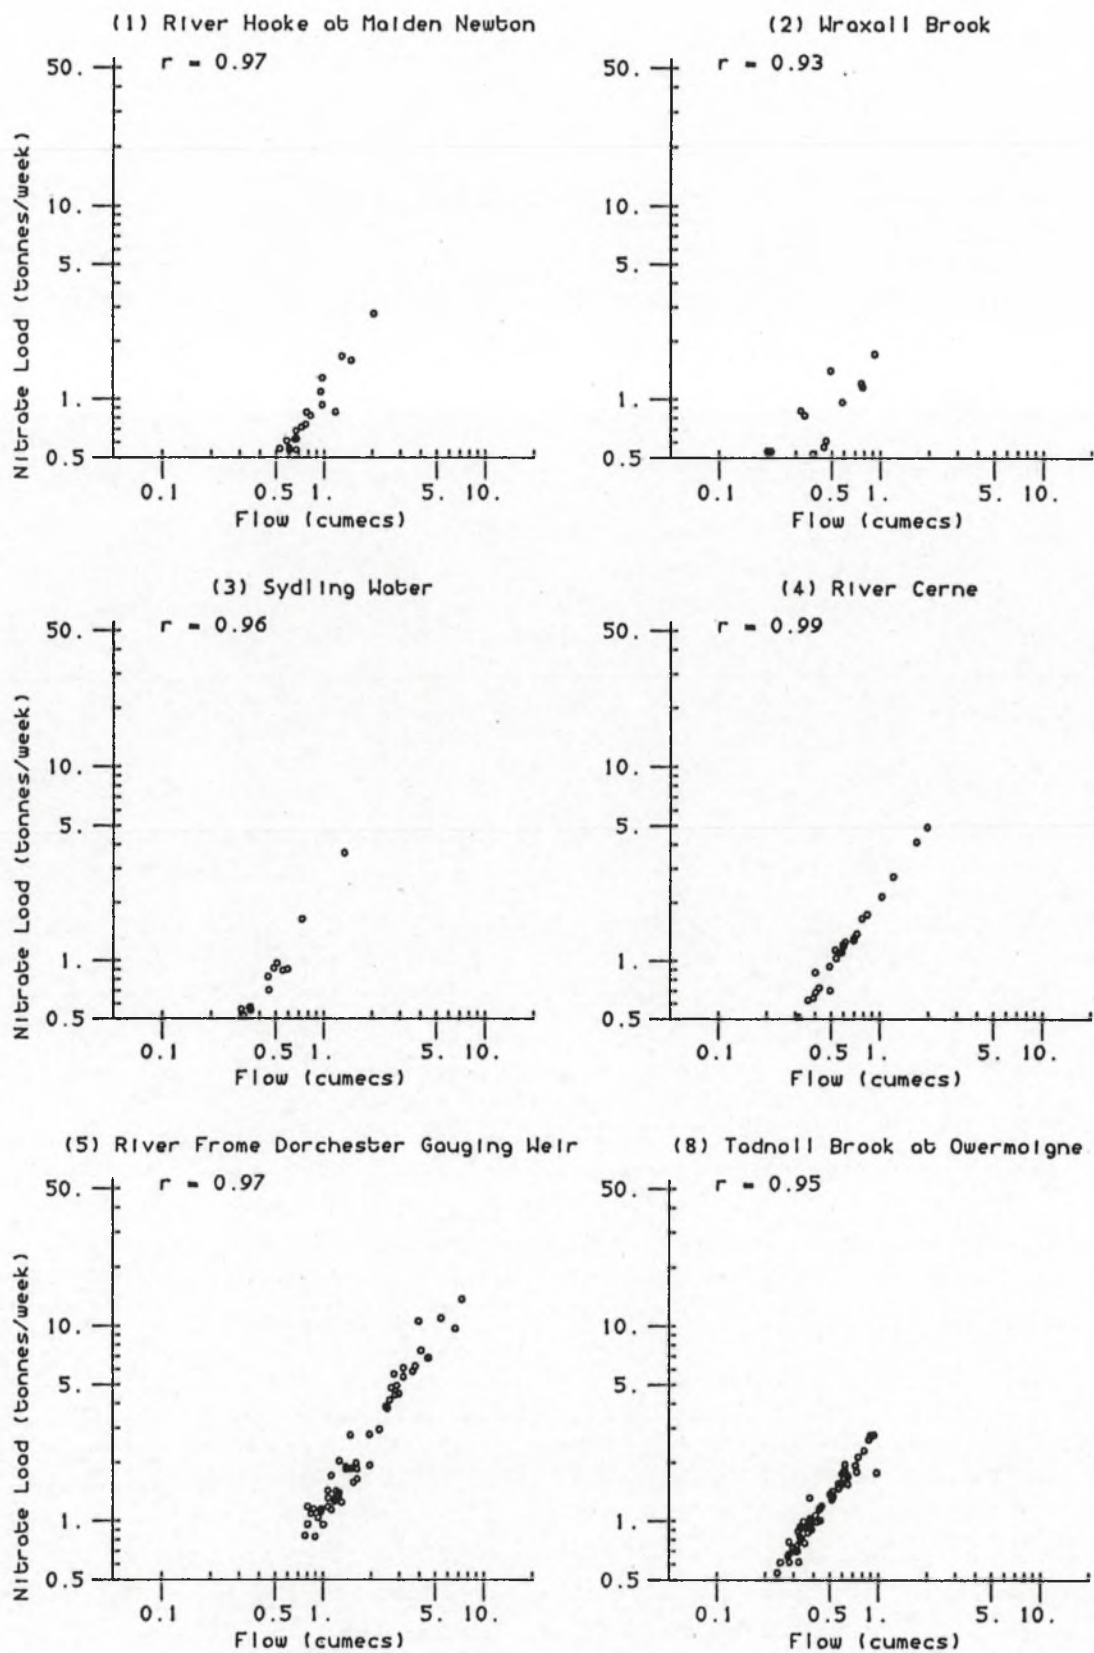 (1) River Hooke at Maiden Newton
r = 0.97
Nitrate Load (tonnes/week)
50.
10.
5.
1.
0.5
0.1 0.5 1. 5. 10.
Flow (cumecs)
(2) Wraxall Brook
r = 0.93
50.
10.
5.
1.
0.5
0.1 0.5 1. 5. 10.
Flow (cumecs)
(3) Sydling Water
r = 0.96
Nitrate Load (tonnes/week)
50.
10.
5.
1.
0.5
0.1 0.5 1. 5. 10.
Flow (cumecs)
(4) River Cerne
r = 0.99
50.
10.
5.
1.
0.5
0.1 0.5 1. 5. 10.
Flow (cumecs)
(5) River Frome Dorchester Gauging Weir
r = 0.97
Nitrate Load (tonnes/week)
50.
10.
5.
1.
0.5
0.1 0.5 1. 5. 10.
Flow (cumecs)
(8) Tadnoll Brook at Owermoigne
r = 0.95
50.
10.
5.
1.
0.5
0.1 0.5 1. 5. 10.
Flow (cumecs)